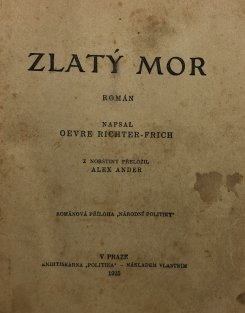 ZLATÝ MOR
ROMÁN
NAPSAL
OEVRE RICHTER-FRICH
Z NORŠTINY PŘELOŽIL
ALEX ANDER
ROMÁNOVÁ PŘÍLOHA „NÁRODNÍ POLITIKY“
V PRAZE
KNIHTISKÁRNA „POLITIKA“ – NÁKLADEM VLASTNÍM
1925